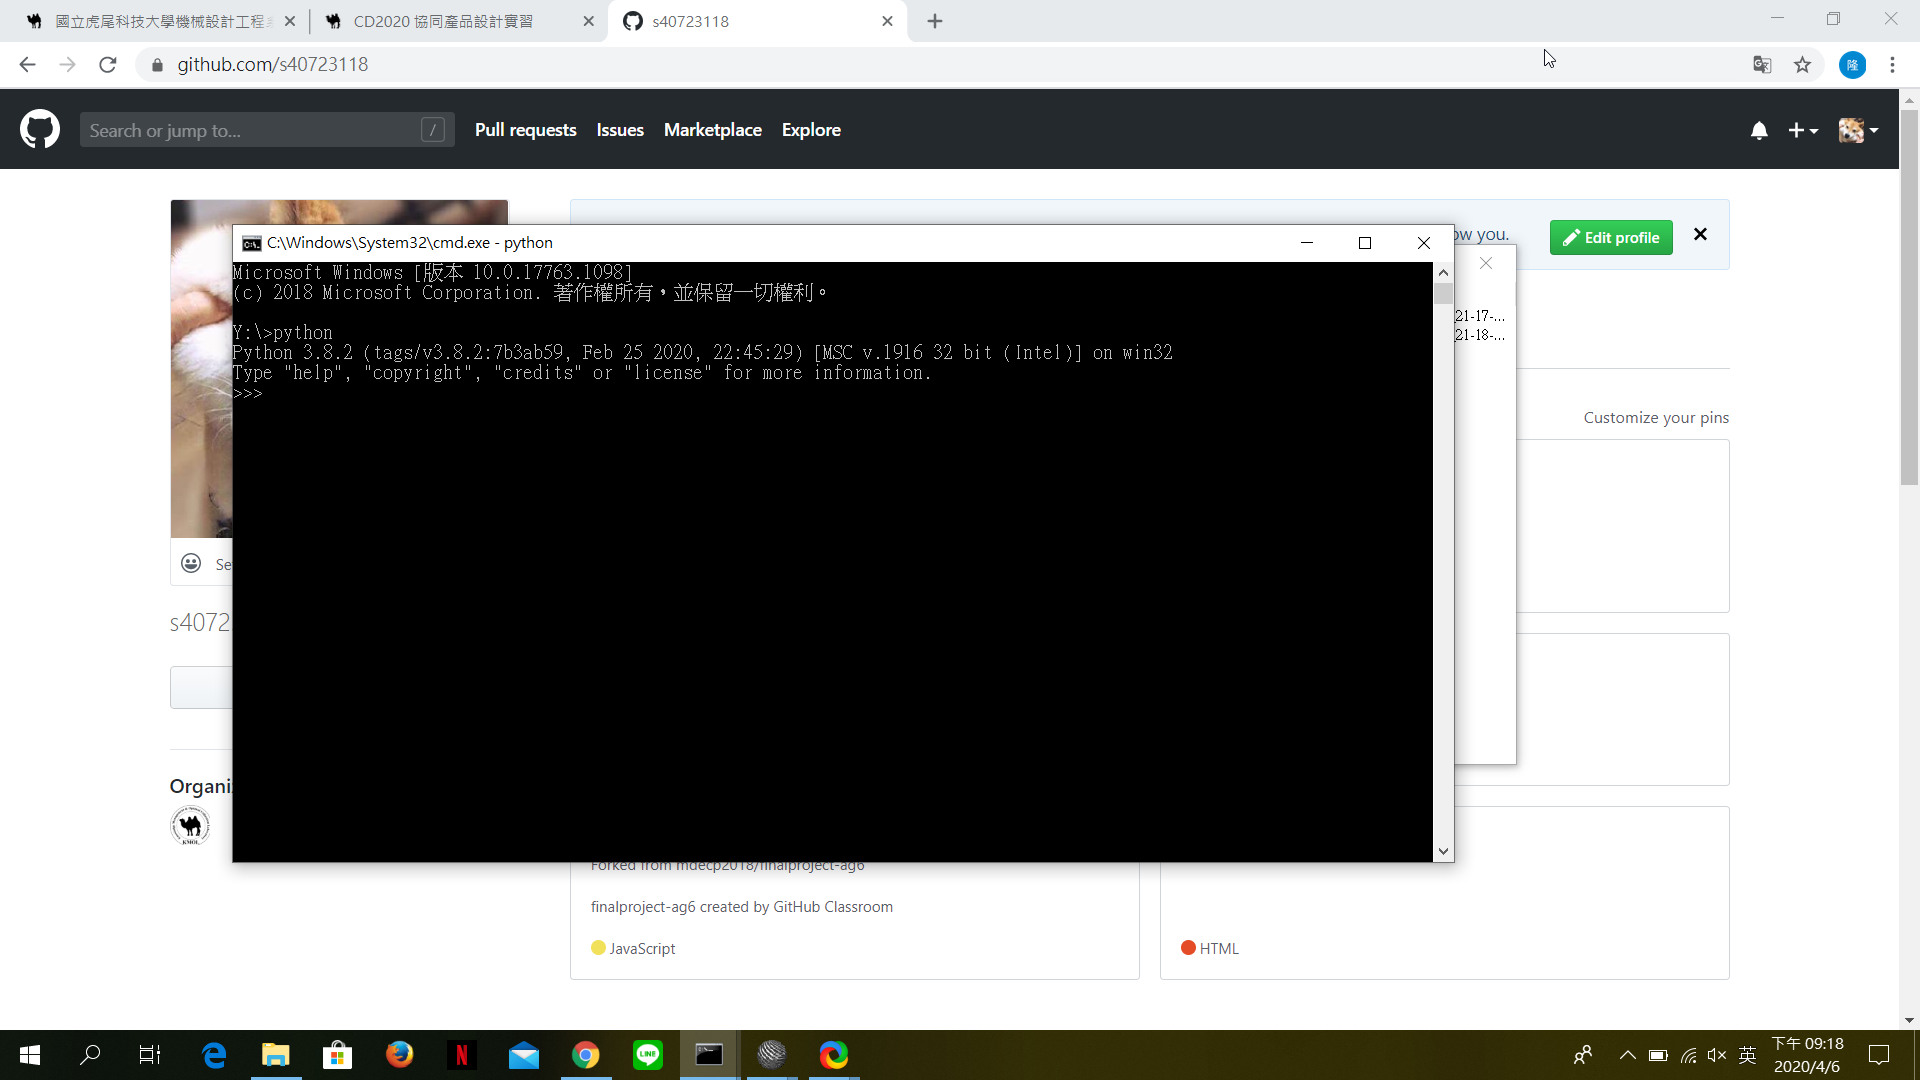 國立虎尾科技大學機械設計工程
CD2020 協同產品設計實習
s40723118
github.com/s40723118
隆
Search or jump to...
/
Pull requests
Issues
Marketplace
Explore
ow you.
Edit profile
C:\Windows\System32\cmd.exe - python
Microsoft Windows [版本 10.0.17763.1098]
(c) 2018 Microsoft Corporation. 著作權所有，並保留一切權利。
Y:\>python
Python 3.8.2 (tags/v3.8.2:7b3ab59, Feb 25 2020, 22:45:29) [MSC v.1916 32 bit (Intel)] on win32
Type "help", "copyright", "credits" or "license" for more information.
>>>
_21-17-...
_21-18-...
Customize your pins
Se
s4072
Organi
KMOL
Forked from mdecp2018/finalproject-ag6
finalproject-ag6 created by GitHub Classroom
JavaScript
HTML
LINE
英
下午 09:18
2020/4/6